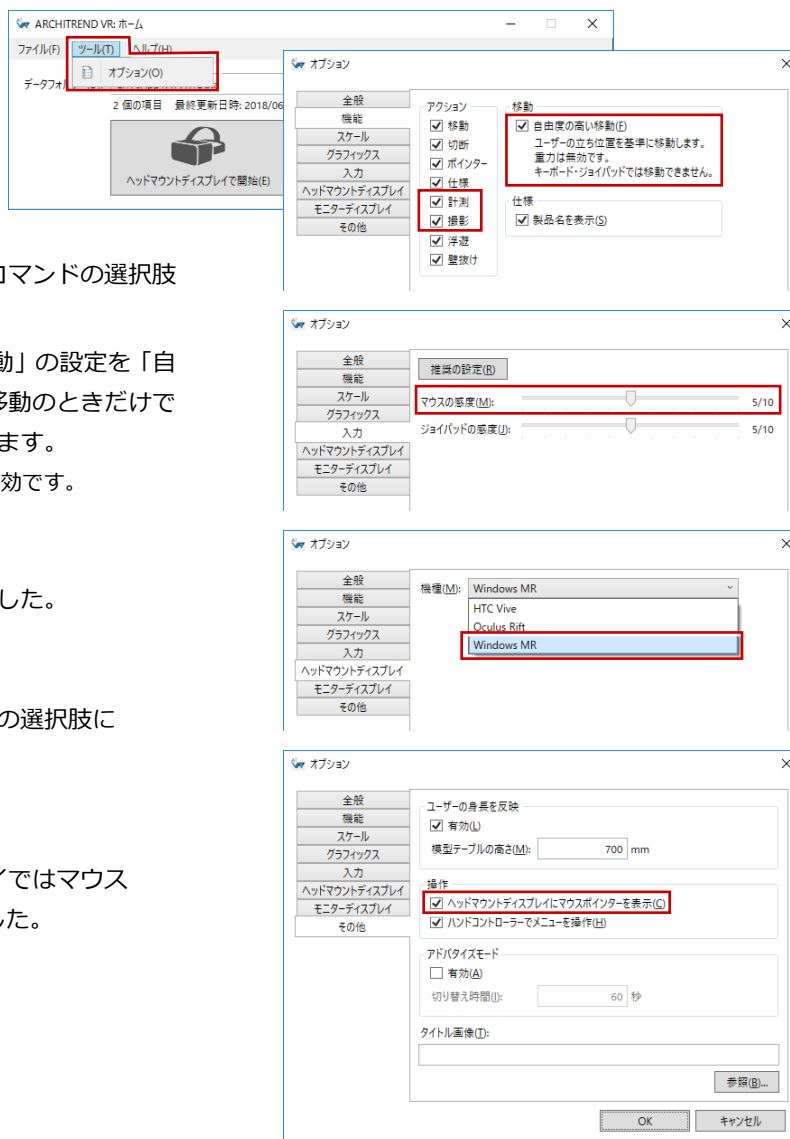 ARCHITREND VR: ホーム
ファイル(F) ツール(T) ヘルプ(H)
オプション(O)
データフォル
2 個の項目 最終更新日時: 2018/06
ヘッドマウントディスプレイで開始(E)
オプション
全般
機能
スケール
グラフィックス
入力
ヘッドマウントディスプレイ
モニターディスプレイ
その他
アクション
移動
切断
ポインター
仕様
計測
撮影
浮遊
壁抜け
移動
自由度の高い移動(F)
ユーザーの立ち位置を基準に移動します。
重力は無効です。
キーボード・ジョイパッドでは移動できません。
仕様
製品名を表示(S)
コマンドの選択肢
動」の設定を「自
移動のときだけで
ます。
効です。
オプション
全般
機能
スケール
グラフィックス
入力
ヘッドマウントディスプレイ
モニターディスプレイ
その他
推奨の設定(R)
マウスの感度(M): 5/10
ジョイパッドの感度(J): 5/10
した。
オプション
全般
機能
スケール
グラフィックス
入力
ヘッドマウントディスプレイ
モニターディスプレイ
その他
機種(M): Windows MR
HTC Vive
Oculus Rift
Windows MR
の選択肢に
イではマウス
した。
オプション
全般
機能
スケール
グラフィックス
入力
ヘッドマウントディスプレイ
モニターディスプレイ
その他
ユーザーの身長を反映
有効(L)
模型テーブルの高さ(M): 700 mm
操作
ヘッドマウントディスプレイにマウスポインターを表示(C)
ハンドコントローラーでメニューを操作(H)
アドバタイズモード
有効(A)
切り替え時間(I): 60 秒
タイトル画像(T):
参照(B)...
OK キャンセル